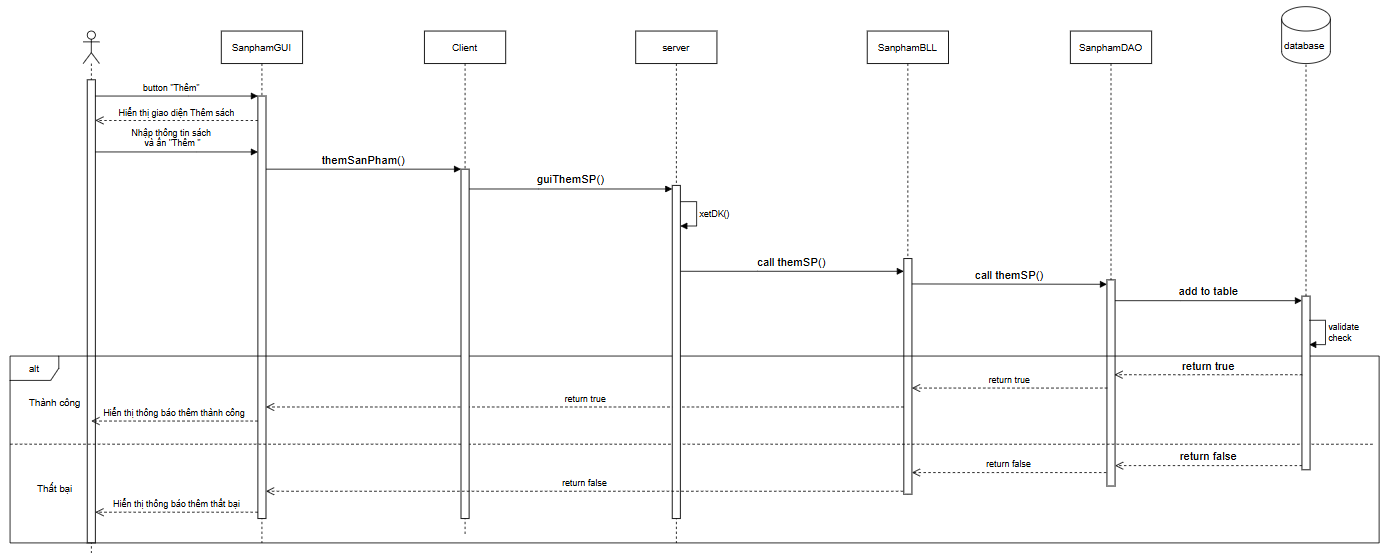 SanphamGUI
Client
server
SanphamBLL
SanphamDAO
database
button "Thêm"
Hiển thị giao diện Thêm sách
Nhập thông tin sách
và ấn "Thêm "
themSanPham()
guiThemSP()
xetDK()
call themSP()
call themSP()
add to table
validate
check
alt
return true
return true
return true
Thành công
Hiển thị thông báo thêm thành công
return false
return false
return false
Thất bại
Hiển thị thông báo thêm thất bại